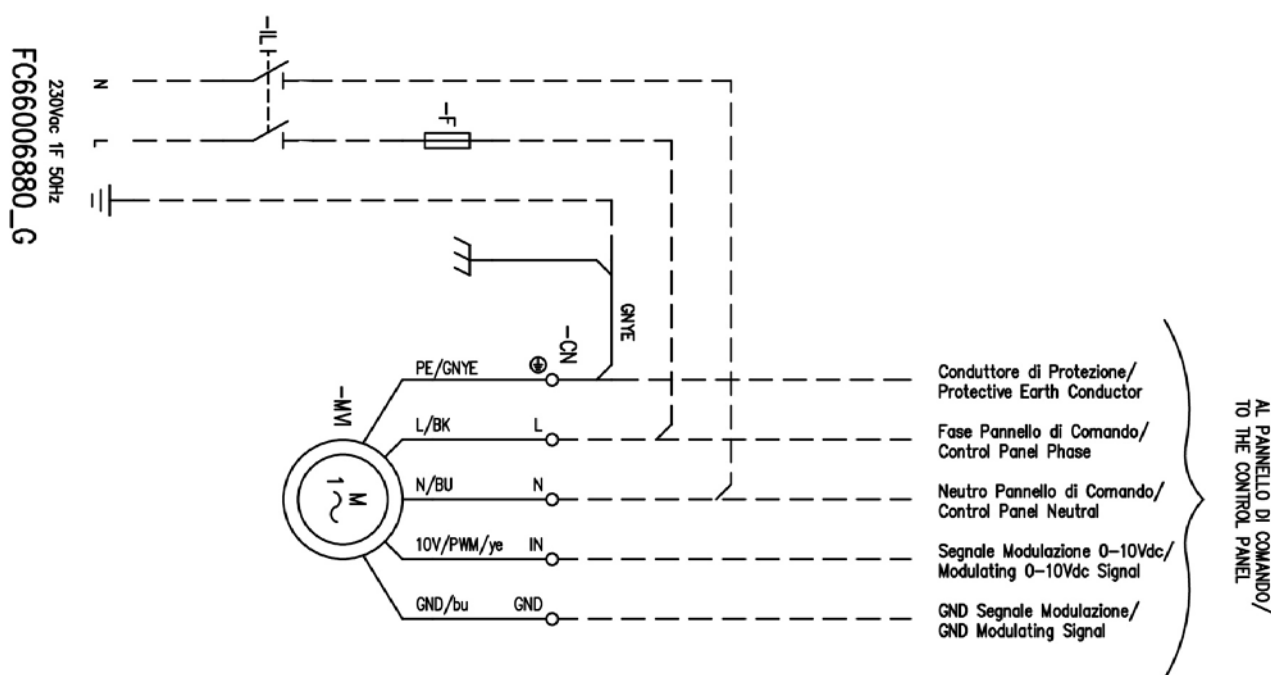 FC66006880_G
230Vac 1F 50Hz
N
L
-IL
-F
GNYE
-CN
-MV
M
1~
PE/GNYE
L/BK
L
N/BU
N
10V/PWM/ye
IN
GND/bu
GND
Conduttore di Protezione/
Protective Earth Conductor
Fase Pannello di Comando/
Control Panel Phase
Neutro Pannello di Comando/
Control Panel Neutral
Segnale Modulazione 0-10Vdc/
Modulating 0-10Vdc Signal
GND Segnale Modulazione/
GND Modulating Signal
AL PANNELLO DI COMANDO/
TO THE CONTROL PANEL